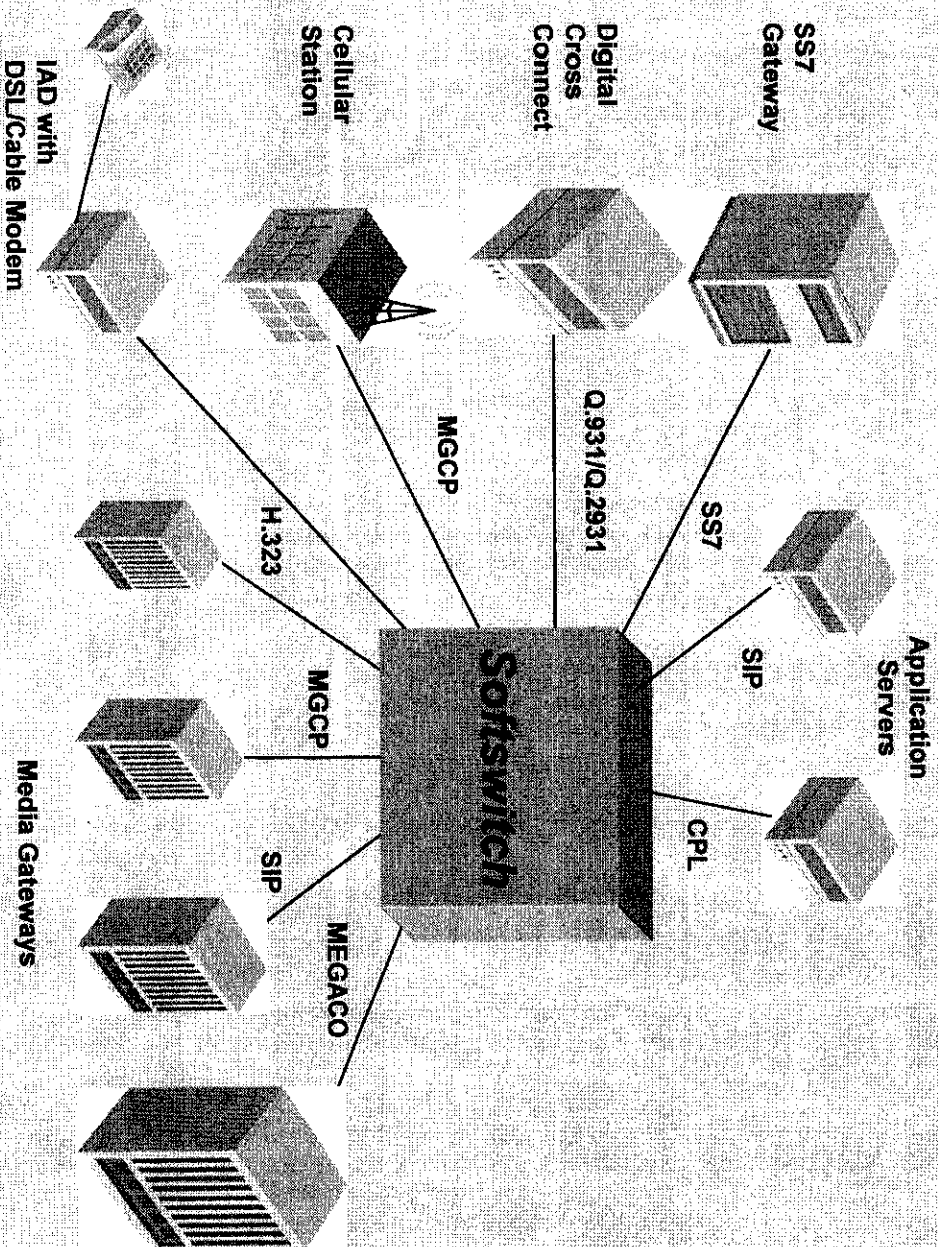 Application
Servers
SS7
Gateway
SIP
CPL
SS7
Digital
Cross
Connect
Q.931/Q.2931
Softswitch
Cellular
Station
MGCP
H.323
MGCP
SIP
MEGACO
IAD with
DSL/Cable Modem
Media Gateways